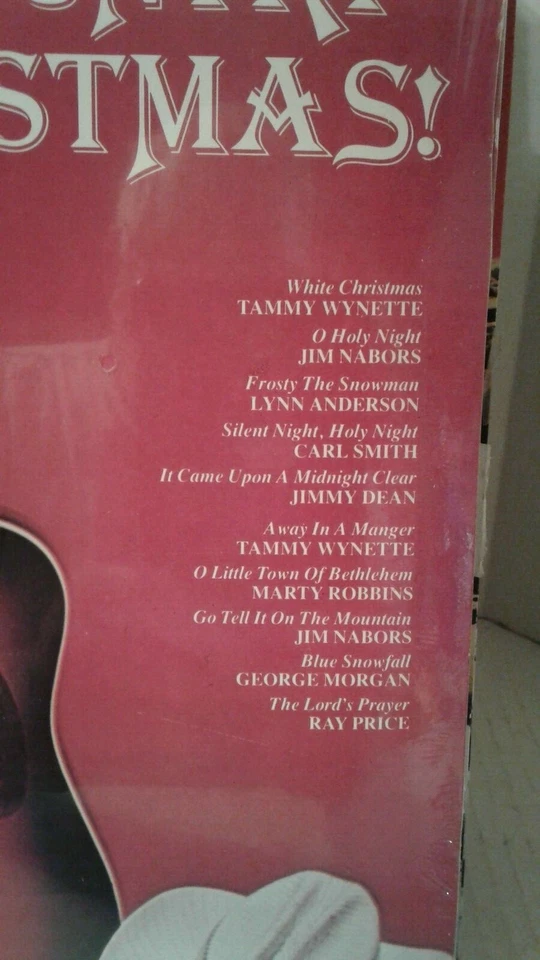 STMAS!
White Christmas
TAMMY WYNETTE
O Holy Night
JIM NABORS
Frosty The Snowman
LYNN ANDERSON
Silent Night, Holy Night
CARL SMITH
It Came Upon A Midnight Clear
JIMMY DEAN
Away In A Manger
TAMMY WYNETTE
O Little Town Of Bethlehem
MARTY ROBBINS
Go Tell It On The Mountain
JIM NABORS
Blue Snowfall
GEORGE MORGAN
The Lord's Prayer
RAY PRICE